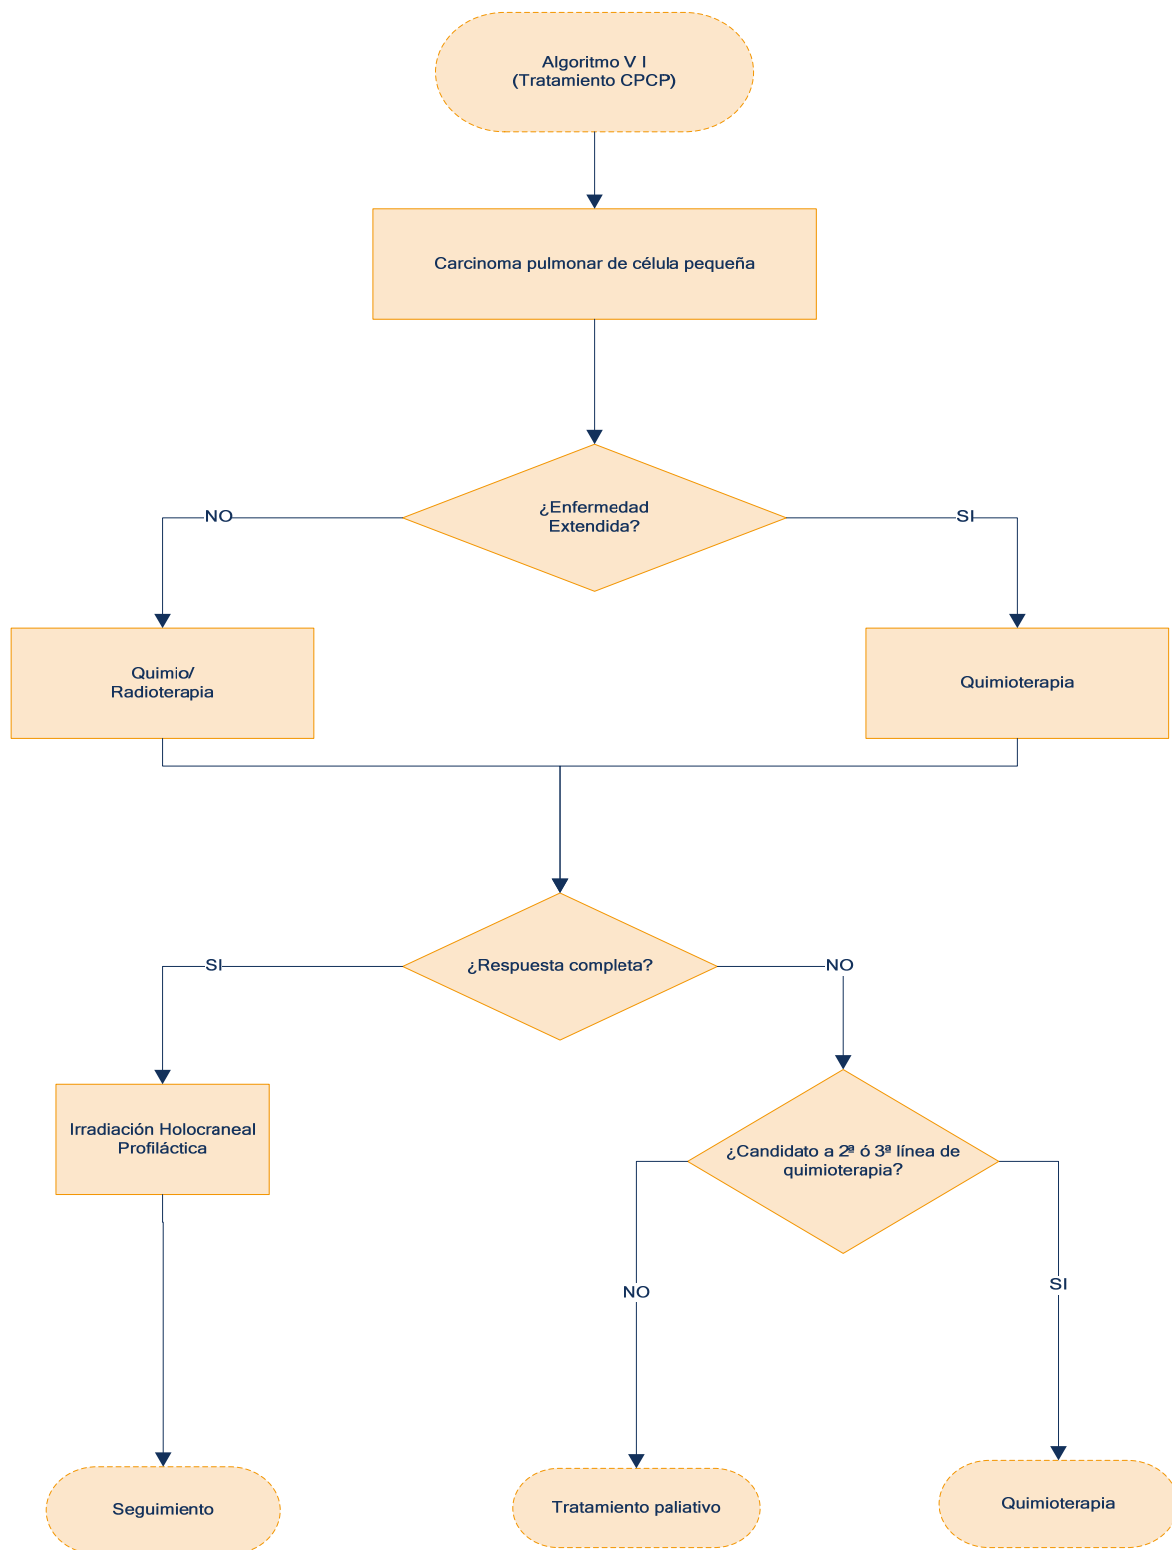 Algoritmo V I
(Tratamiento CPCP)
Carcinoma pulmonar de célula pequeña
¿Enfermedad
Extendida?
NO
SI
Quimio/
Radioterapia
Quimioterapia
¿Respuesta completa?
SI
NO
Irradiación Holocraneal
Profiláctica
¿Candidato a 2ª ó 3ª línea de
quimioterapia?
NO
SI
Seguimiento
Tratamiento paliativo
Quimioterapia